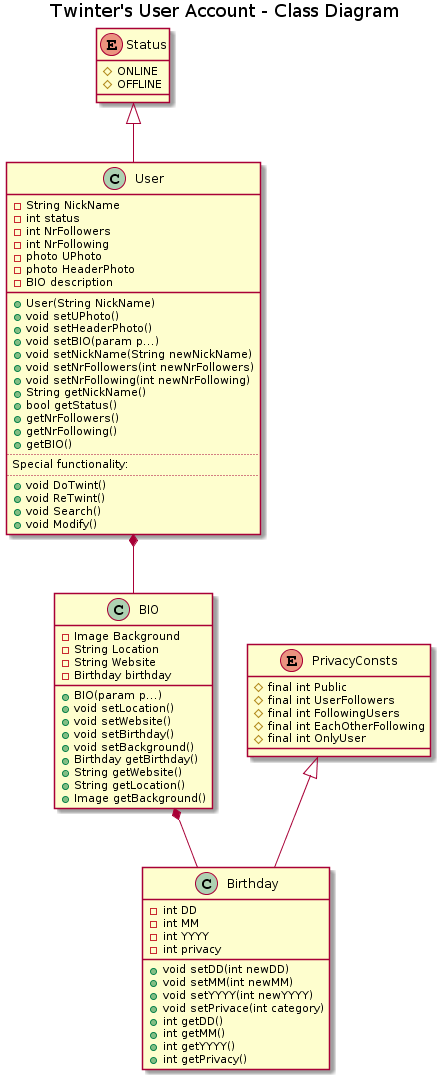 Twinter's User Account - Class Diagram
E Status
ONLINE
OFFLINE
C User
String NickName
int status
int NrFollowers
int NrFollowing
photo UPhoto
photo HeaderPhoto
BIO description
User(String NickName)
void setUPhoto()
void setHeaderPhoto()
void setBIO(param p...)
void setNickName(String newNickName)
void setNrFollowers(int newNrFollowers)
void setNrFollowing(int newNrFollowing)
String getNickName()
bool getStatus()
getNrFollowers()
getNrFollowing()
getBIO()
Special functionality:
void DoTwint()
void ReTwint()
void Search()
void Modify()
C BIO
Image Background
String Location
String Website
Birthday birthday
BIO(param p...)
void setLocation()
void setWebsite()
void setBirthday()
void setBackground()
Birthday getBirthday()
String getWebsite()
String getLocation()
Image getBackground()
E PrivacyConsts
final int Public
final int UserFollowers
final int FollowingUsers
final int EachOtherFollowing
final int OnlyUser
C Birthday
int DD
int MM
int YYYY
int privacy
void setDD(int newDD)
void setMM(int newMM)
void setYYYY(int newYYYY)
void setPrivace(int category)
int getDD()
int getMM()
int getYYYY()
int getPrivacy()